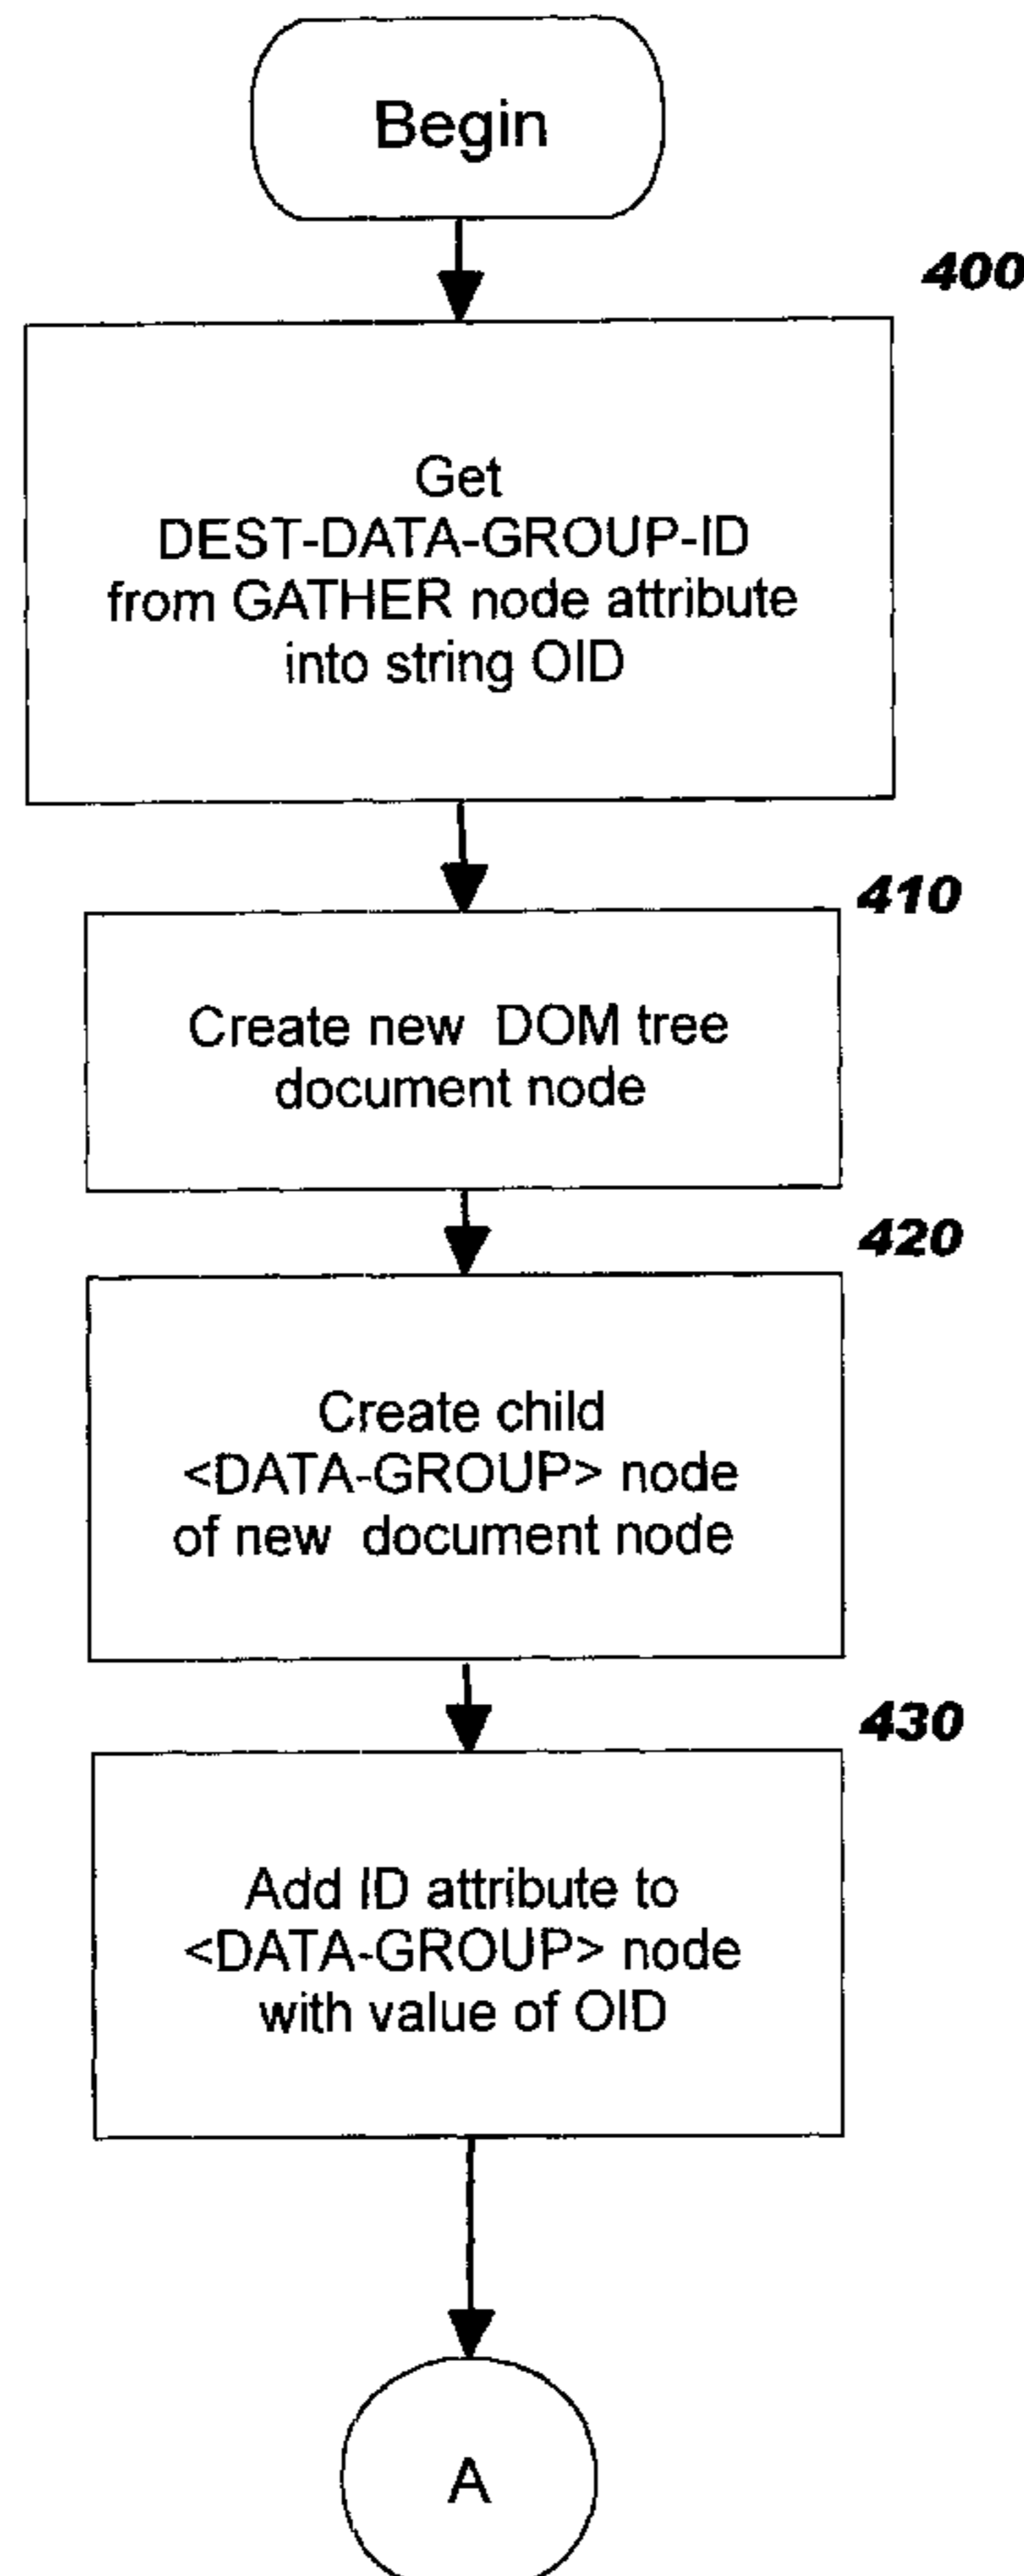 Begin
400
Get
DEST-DATA-GROUP-ID
from GATHER node attribute
into string OID
410
Create new DOM tree
document node
420
Create child
<DATA-GROUP> node
of new document node
430
Add ID attribute to
<DATA-GROUP> node
with value of OID
A